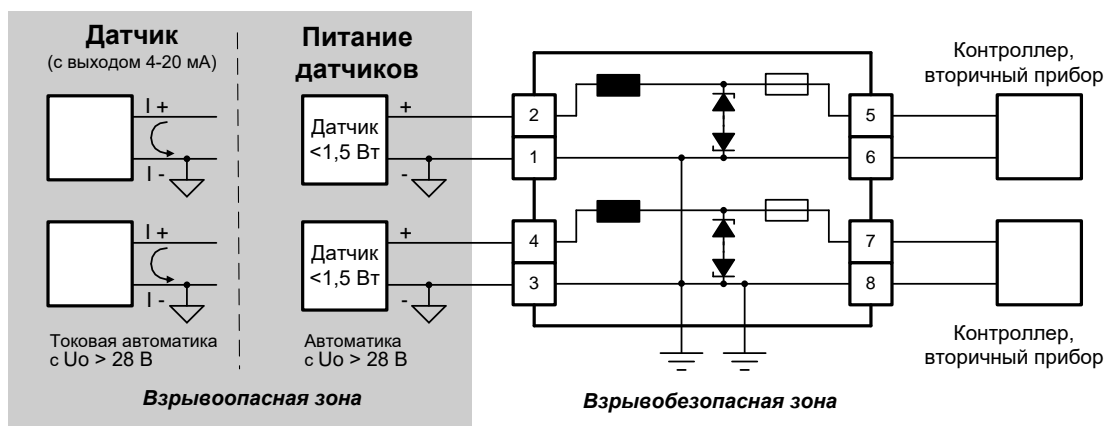 Датчик
(с выходом 4-20 мА)
Питание
датчиков
Контроллер,
вторичный прибор
I +
I -
Датчик
<1,5 Вт
+
-
2
1
5
6
I +
I -
Датчик
<1,5 Вт
+
-
4
3
7
8
Токовая автоматика
с Uo > 28 В
Автоматика
с Uo > 28 В
Контроллер,
вторичный прибор
Взрывоопасная зона
Взрывобезопасная зона